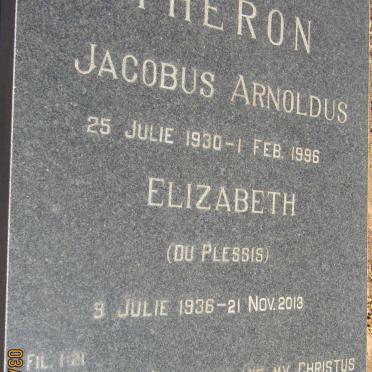 THERON
JACOBUS ARNOLDUS
25 JULIE 1930-1 FEB. 1996
ELIZABETH
(DU PLESSIS)
9 JULIE 1936-21 NOV. 2013
FIL. 1:21
MY CHRISTUS
03